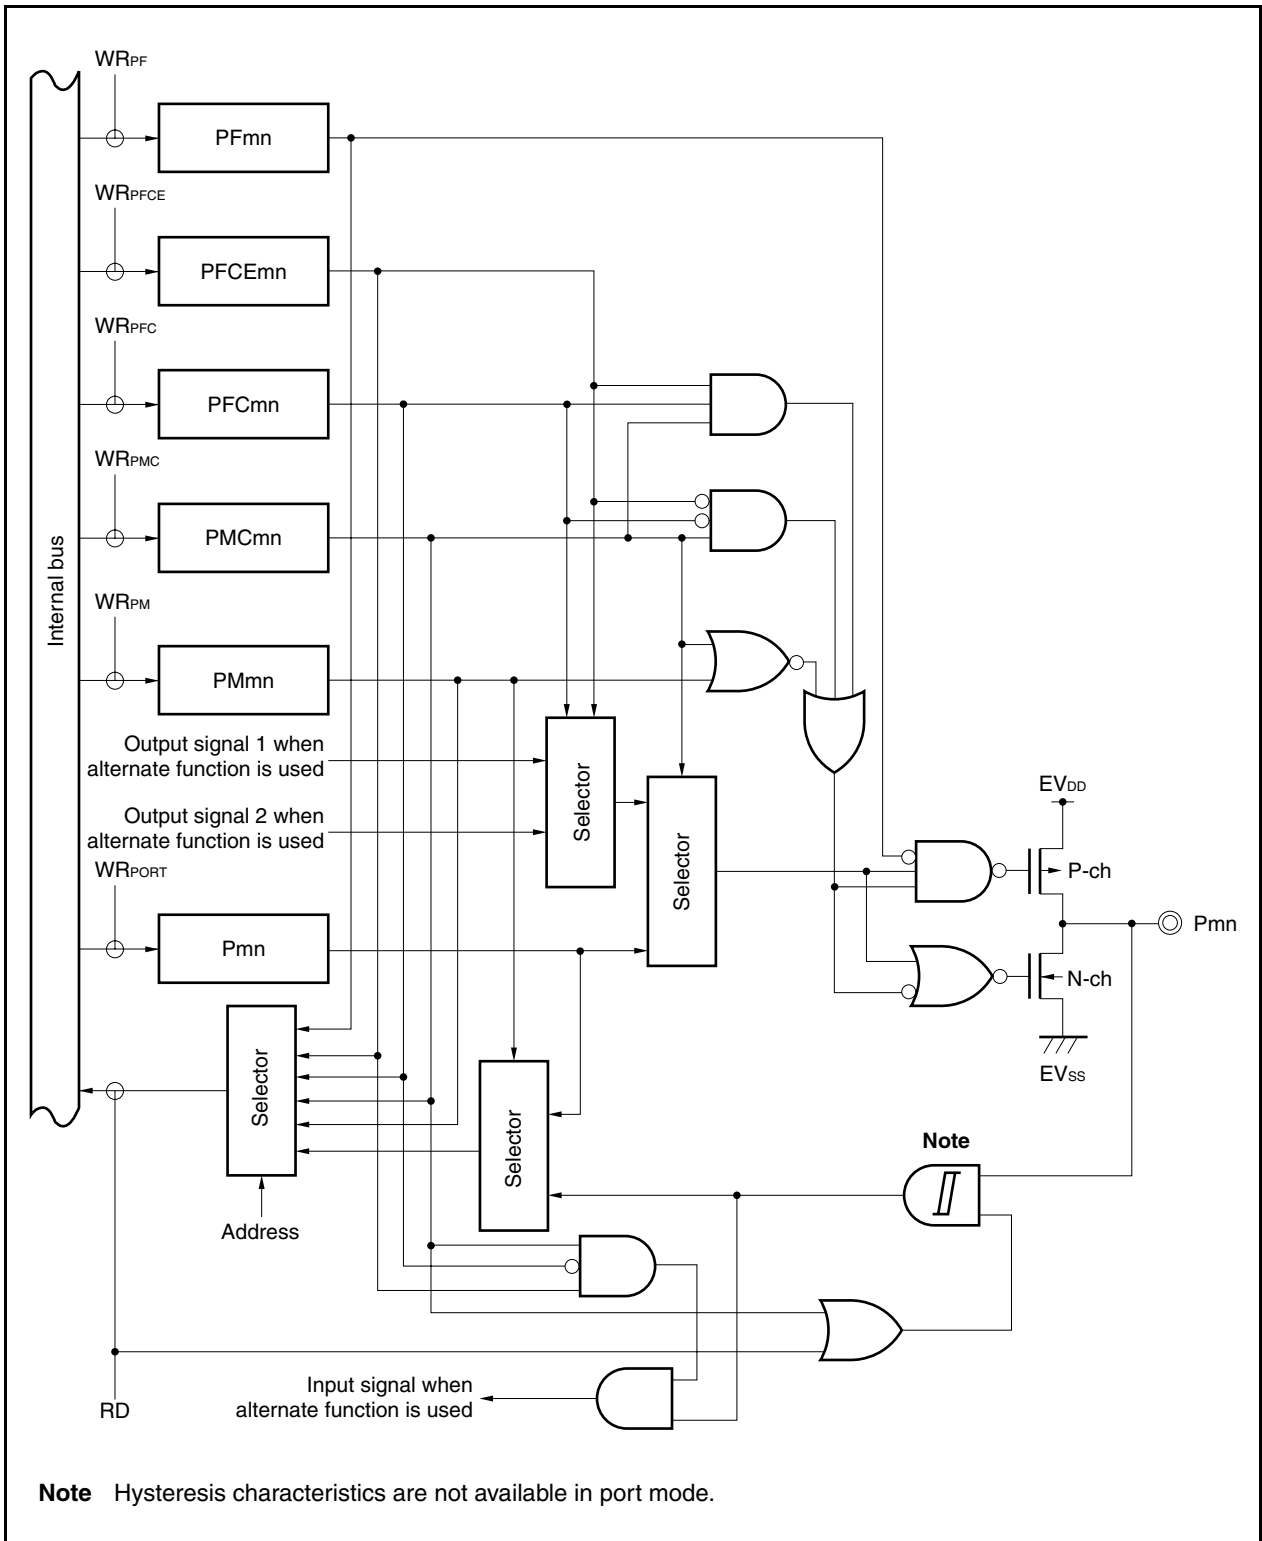 WRPF
PFmn
WRPFCE
PFCEmn
WRPFC
PFCmn
WRPMC
PMCmn
Internal bus
WRPM
PMmn
Output signal 1 when
alternate function is used
Output signal 2 when
alternate function is used
Selector
Selector
WRPORT
Pmn
EVDD
P-ch
Pmn
N-ch
EVSS
Selector
Selector
Address
Note
Input signal when
alternate function is used
RD
Note Hysteresis characteristics are not available in port mode.